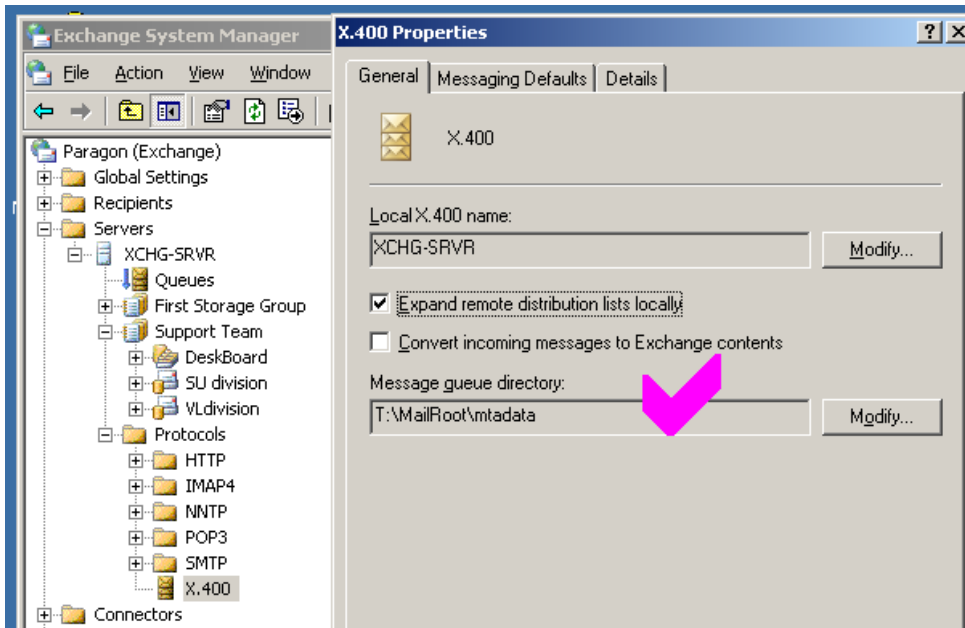 Exchange System Manager
File Action View Window
Paragon (Exchange)
Global Settings
Recipients
Servers
XCHG-SRVR
Queues
First Storage Group
Support Team
DeskBoard
SU division
VLdivision
Protocols
HTTP
IMAP4
NNTP
POP3
SMTP
X.400
Connectors
X.400 Properties
General Messaging Defaults Details
X.400
Local X.400 name:
XCHG-SRVR Modify...
Expand remote distribution lists locally
Convert incoming messages to Exchange contents
Message queue directory:
T:\MailRoot\mtadata Modify...